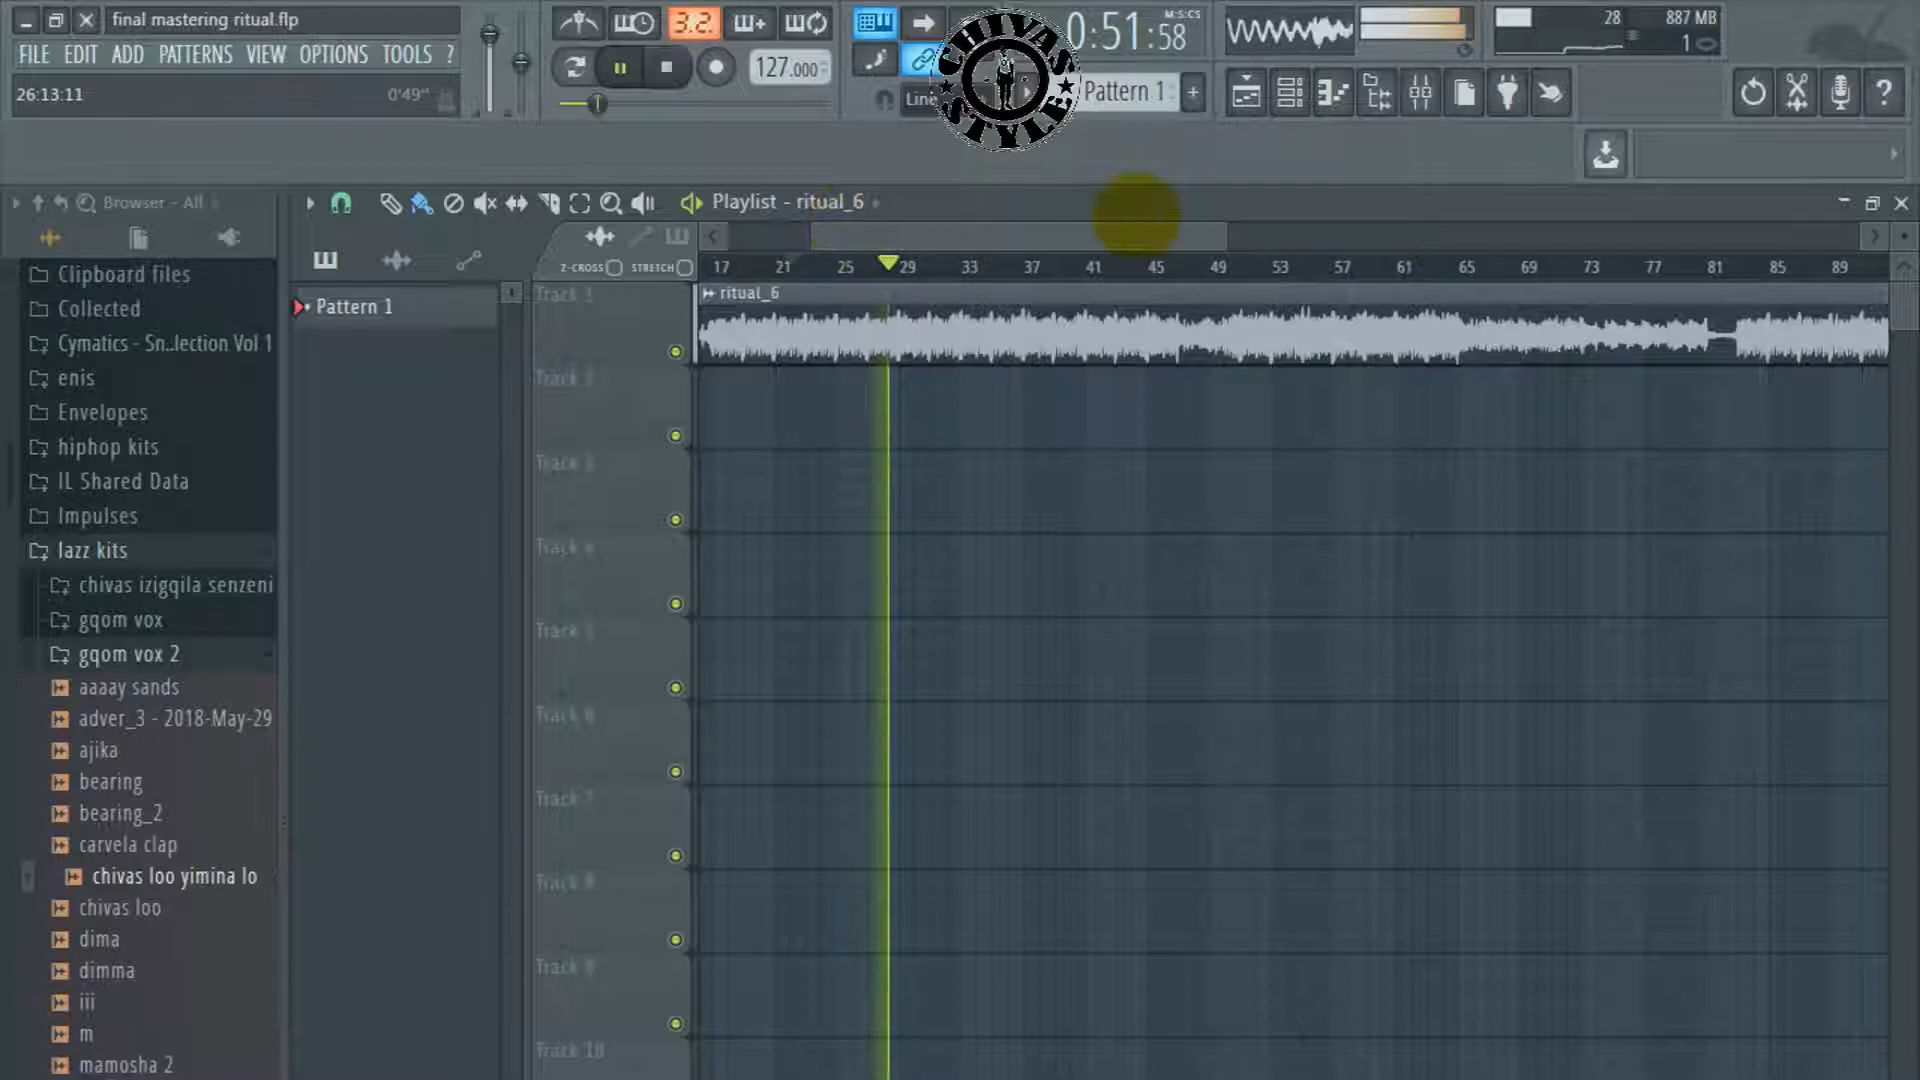 final mastering ritual.flp
FILE EDIT ADD PATTERNS VIEW OPTIONS TOOLS ?
26:13:11 0'49"
3.2.
127.000
Line
0:51:58 M:S:CS
Pattern 1
CHIVAS
STYLE
28 887 MB
1
?
Browser - All
Playlist - ritual_6
Z-CROSS STRETCH
17 21 25 29 33 37 41 45 49 53 57 61 65 69 73 77 81 85 89
Pattern 1
ritual_6
Clipboard files
Collected
Cymatics - Sn..lection Vol 1
enis
Envelopes
hiphop kits
IL Shared Data
Impulses
lazz kits
chivas izigqila senzeni
gqom vox
gqom vox 2
aaaay sands
adver_3 - 2018-May-29
ajika
bearing
bearing_2
carvela clap
chivas loo yimina lo
chivas loo
dima
dimma
iii
m
mamosha 2
Track 1
Track 2
Track 3
Track 4
Track 5
Track 6
Track 7
Track 8
Track 9
Track 10